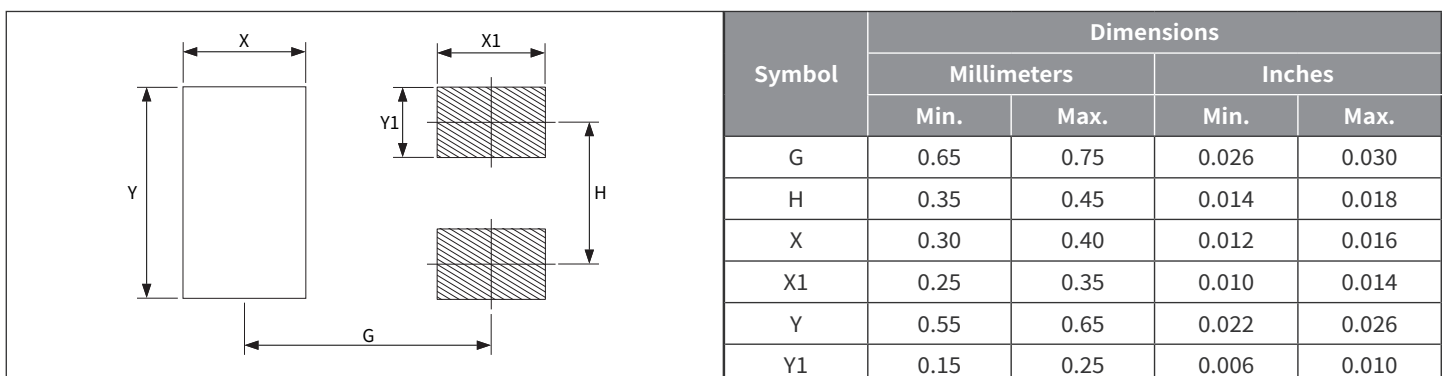 X
X1
Y1
Y
H
G
Symbol
Dimensions
Millimeters Inches
Min. Max. Min. Max.
G 0.65 0.75 0.026 0.030
H 0.35 0.45 0.014 0.018
X 0.30 0.40 0.012 0.016
X1 0.25 0.35 0.010 0.014
Y 0.55 0.65 0.022 0.026
Y1 0.15 0.25 0.006 0.010